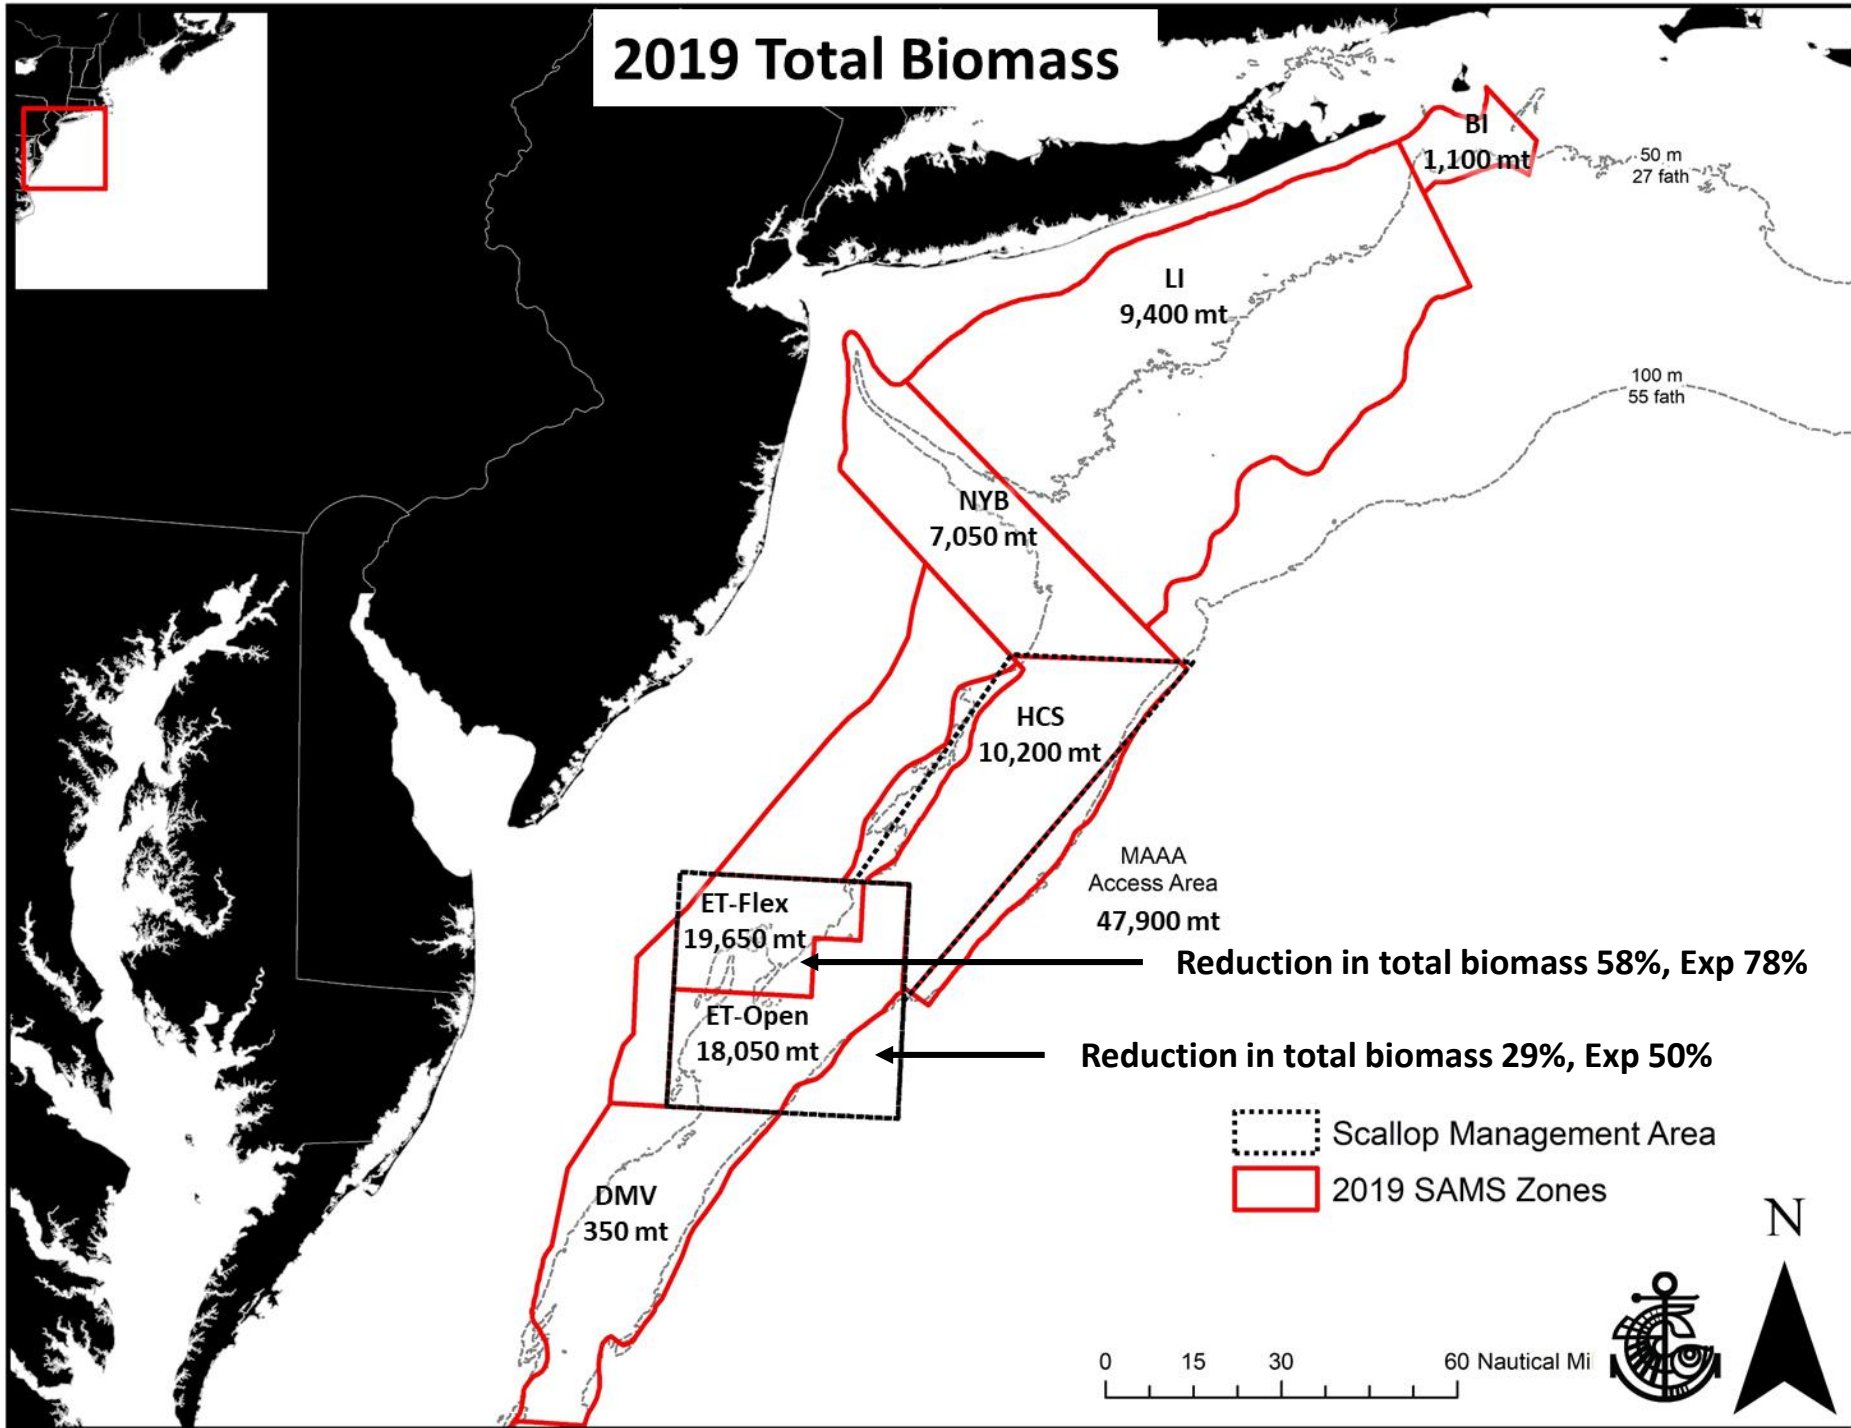 2019 Total Biomass
BI
1,100 mt
50 m
27 fath
LI
9,400 mt
100 m
55 fath
NYB
7,050 mt
HCS
10,200 mt
MAAA
Access Area
47,900 mt
ET-Flex
19,650 mt
Reduction in total biomass 58%, Exp 78%
ET-Open
18,050 mt
Reduction in total biomass 29%, Exp 50%
Scallop Management Area
2019 SAMS Zones
DMV
350 mt
N
0 15 30 60 Nautical Mi